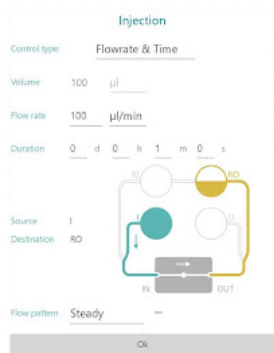 Injection
Control type: Flowrate & Time
Volume 100 µl
Flow rate 100 µl/min
Duration 0 d 0 h 1 m 0 s
RI RO
I O
Source I
Destination RO
IN OUT
Flow pattern Steady
Ok